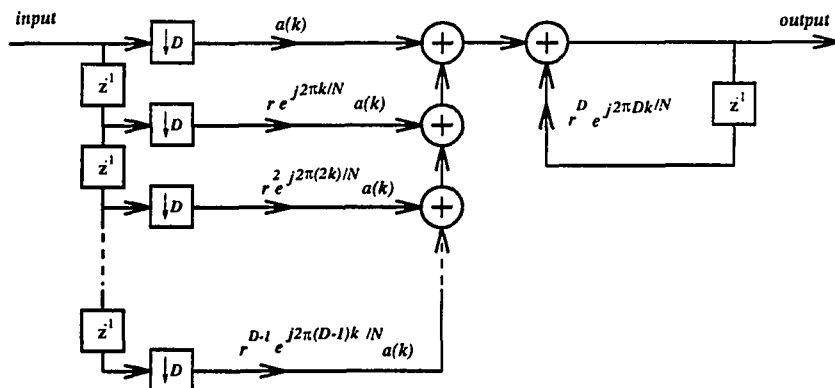 input
output
↓D
a(k)
z⁻¹
↓D
r e^{j2πk/N} a(k)
r^D e^{j2πDk/N}
z⁻¹
z⁻¹
↓D
r^2 e^{j2π(2k)/N} a(k)
z⁻¹
↓D
r^{D-1} e^{j2π(D-1)k/N} a(k)